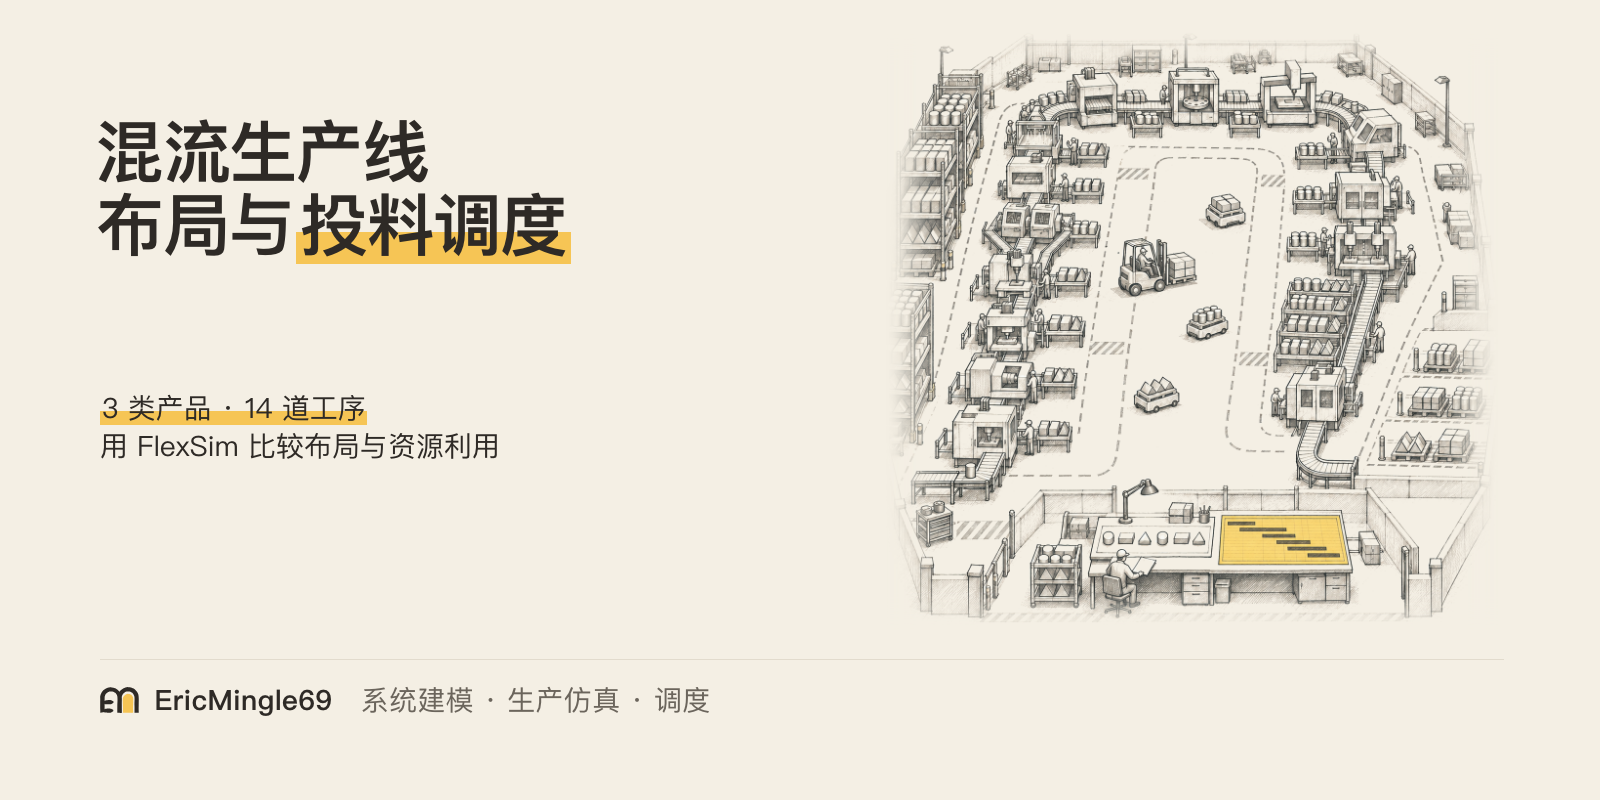 混流生产线
布局与投料调度
3 类产品 · 14 道工序
用 FlexSim 比较布局与资源利用
EricMingle69 系统建模 · 生产仿真 · 调度